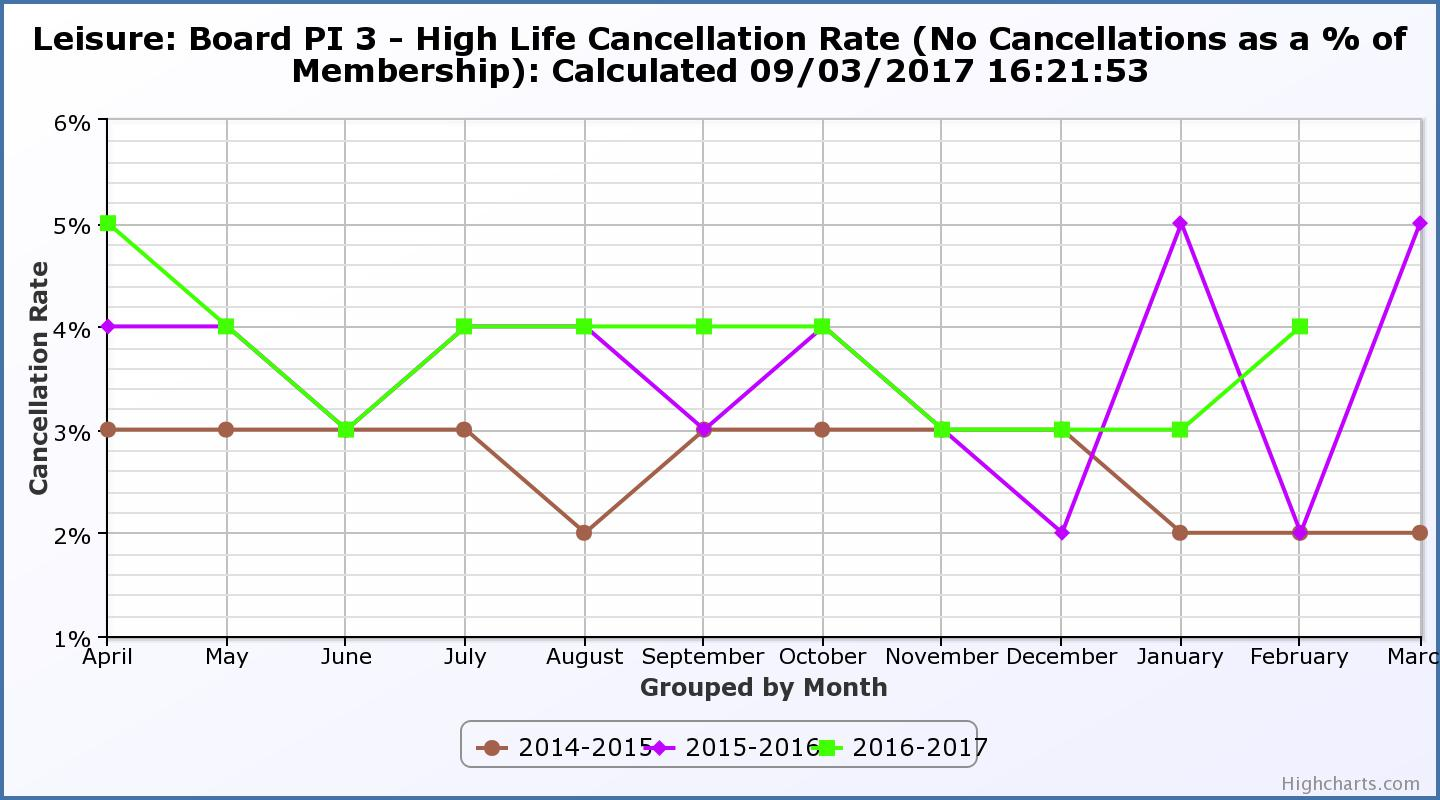 Leisure: Board PI 3 - High Life Cancellation Rate (No Cancellations as a % of
Membership): Calculated 09/03/2017 16:21:53
6%
5%
4%
3%
2%
1%
Cancellation Rate
April May June July August September October November December January February Marc
Grouped by Month
2014-2015 2015-2016 2016-2017
Highcharts.com